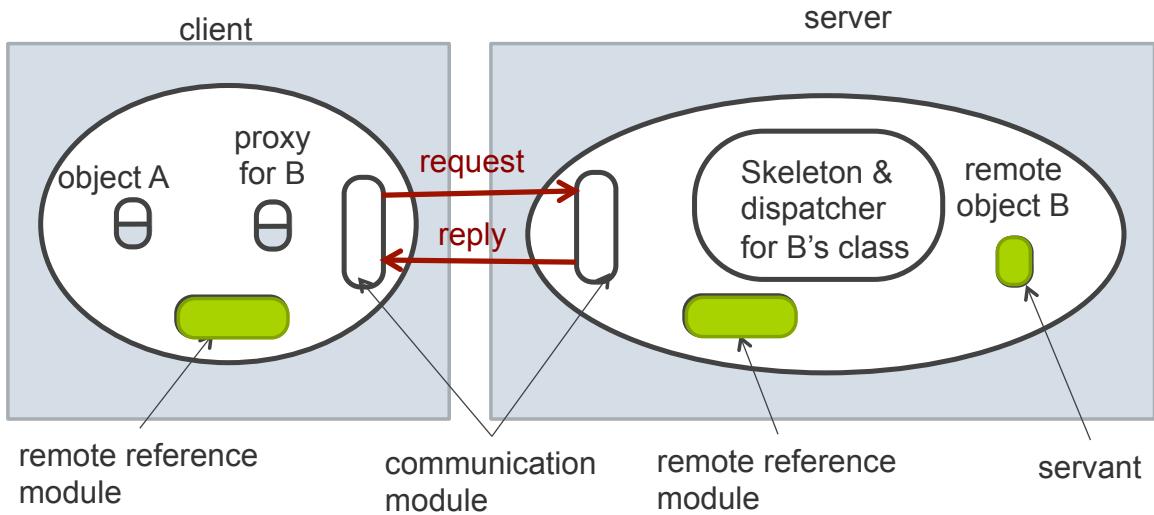 client
server
object A
proxy
for B
request
reply
Skeleton &
dispatcher
for B’s class
remote
object B
remote reference
module
communication
module
remote reference
module
servant